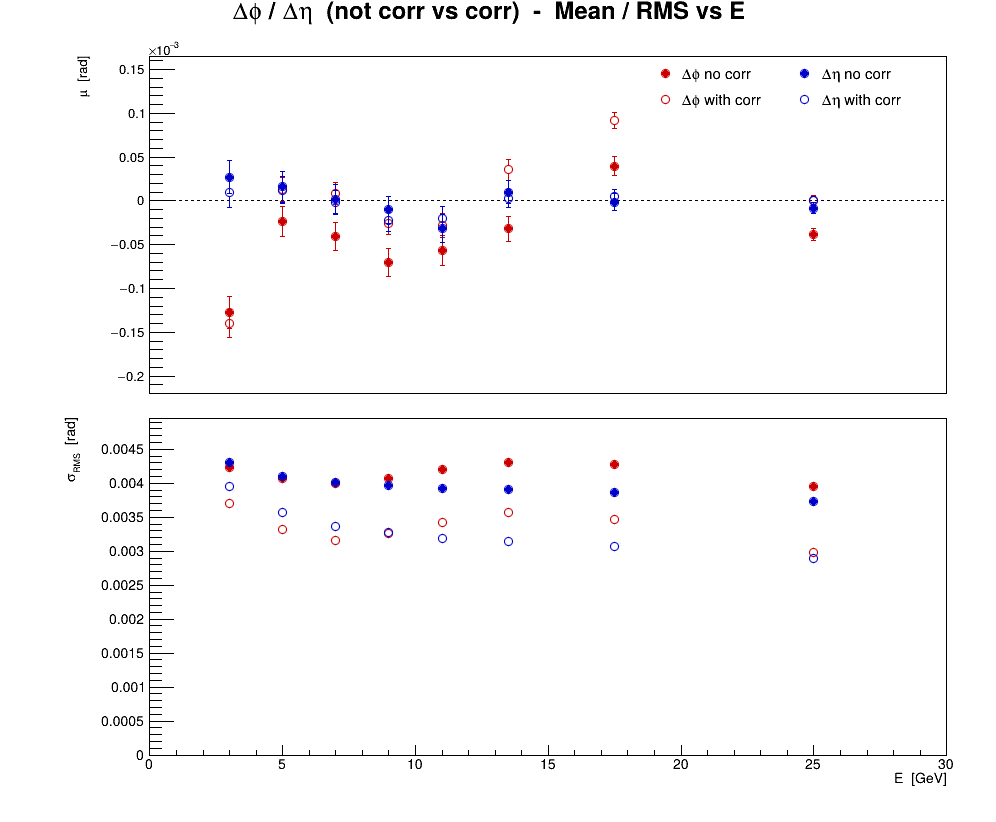 Δϕ / Δη (not corr vs corr) - Mean / RMS vs E
×10⁻³
μ [rad]
0.15
0.1
0.05
0
−0.05
−0.1
−0.15
−0.2
Δϕ no corr
Δη no corr
Δϕ with corr
Δη with corr
σRMS [rad]
0.0045
0.004
0.0035
0.003
0.0025
0.002
0.0015
0.001
0.0005
0
0 5 10 15 20 25 30
E [GeV]